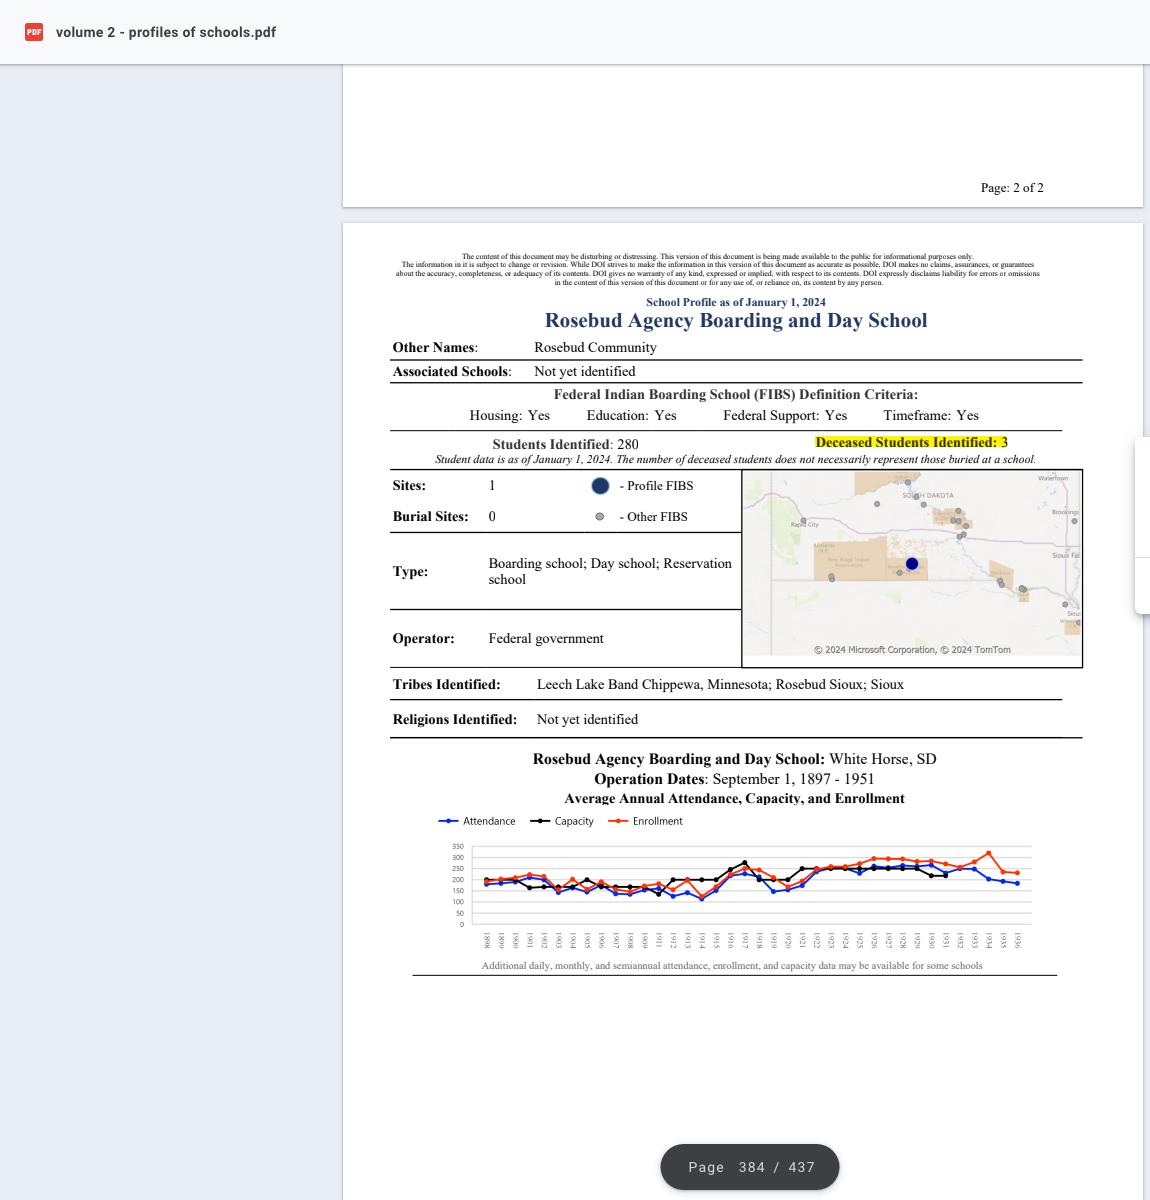 volume 2 - profiles of schools.pdf
Page: 2 of 2
The content of this document may be disturbing or distressing. This version of this document is being made available to the public for informational purposes only.
The information in it is subject to change or revision. While DOI strives to make the information in this version of this document as accurate as possible, DOI makes no claims, assurances, or guarantees
about the accuracy, completeness, or adequacy of its contents. DOI gives no warranty of any kind, expressed or implied, with respect to its contents. DOI expressly disclaims liability for errors or omissions
in the content of this version of this document or for any use of, or reliance on, its content by any person.
School Profile as of January 1, 2024
Rosebud Agency Boarding and Day School
Other Names: Rosebud Community
Associated Schools: Not yet identified
Federal Indian Boarding School (FIBS) Definition Criteria:
Housing: Yes Education: Yes Federal Support: Yes Timeframe: Yes
Students Identified: 280 Deceased Students Identified: 3
Student data is as of January 1, 2024. The number of deceased students does not necessarily represent those buried at a school.
Sites: 1 - Profile FIBS
Burial Sites: 0 - Other FIBS
Type: Boarding school; Day school; Reservation
school
Operator: Federal government
Watertown
SOUTH DAKOTA
Brookings
Rapid City
Sioux Fal
Pine Ridge Indian
Reservation
Sioux
© 2024 Microsoft Corporation, © 2024 TomTom
Tribes Identified: Leech Lake Band Chippewa, Minnesota; Rosebud Sioux; Sioux
Religions Identified: Not yet identified
Rosebud Agency Boarding and Day School: White Horse, SD
Operation Dates: September 1, 1897 - 1951
Average Annual Attendance, Capacity, and Enrollment
Attendance Capacity Enrollment
350
300
250
200
150
100
50
0
1898 1899 1900 1901 1902 1903 1904 1905 1906 1907 1908 1909 1911 1912 1913 1914 1915 1916 1917 1918 1919 1920 1921 1922 1923 1924 1925 1926 1927 1928 1929 1930 1931 1932 1933 1934 1935 1936
Additional daily, monthly, and semiannual attendance, enrollment, and capacity data may be available for some schools
Page 384 / 437
PDF